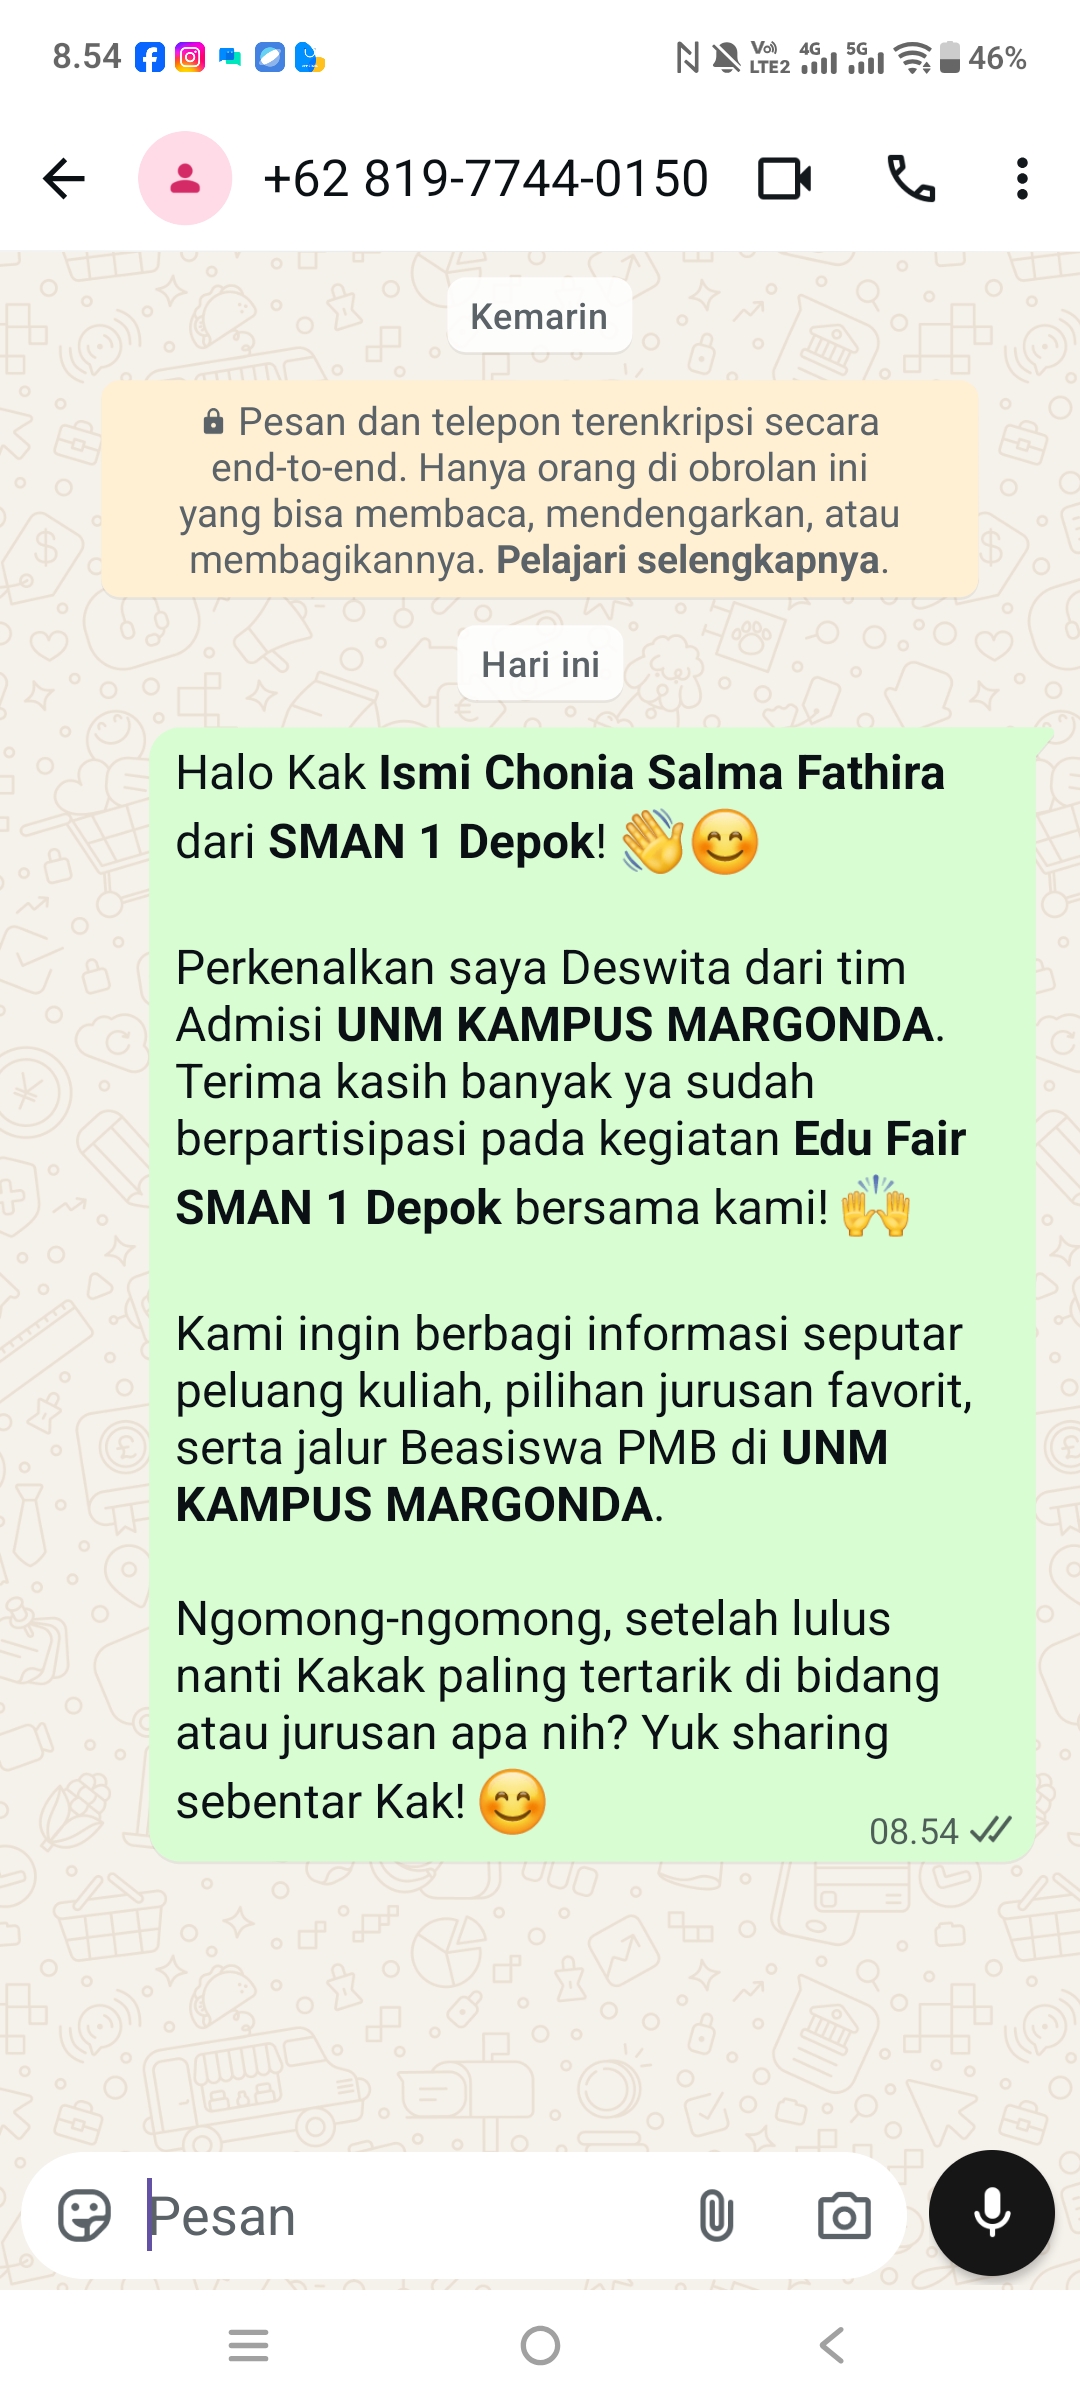 8.54 Vo) LTE2 4G 5G 46%
+62 819-7744-0150
Kemarin
Pesan dan telepon terenkripsi secara
end-to-end. Hanya orang di obrolan ini
yang bisa membaca, mendengarkan, atau
membagikannya. Pelajari selengkapnya.
Hari ini
Halo Kak Ismi Chonia Salma Fathira
dari SMAN 1 Depok! 👋😊
Perkenalkan saya Deswita dari tim
Admisi UNM KAMPUS MARGONDA.
Terima kasih banyak ya sudah
berpartisipasi pada kegiatan Edu Fair
SMAN 1 Depok bersama kami! 🙌
Kami ingin berbagi informasi seputar
peluang kuliah, pilihan jurusan favorit,
serta jalur Beasiswa PMB di UNM
KAMPUS MARGONDA.
Ngomong-ngomong, setelah lulus
nanti Kakak paling tertarik di bidang
atau jurusan apa nih? Yuk sharing
sebentar Kak! 😊
08.54
Pesan